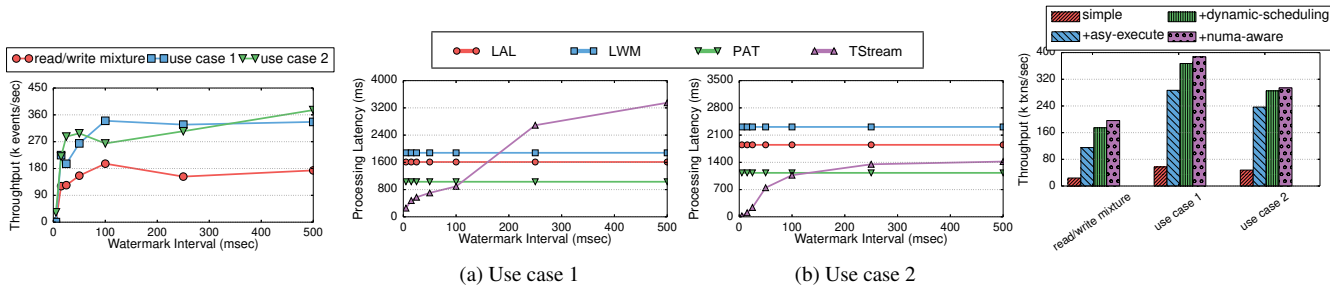 read/write mixture use case 1 use case 2
Throughput (k events/sec)
450
360
270
180
90
0
0 100 200 300 400 500
Watermark Interval (msec)
LAL LWM PAT TStream
Processing Latency (ms)
4000
3200
2400
1600
800
0
0 100 200 300 400 500
Watermark Interval (msec)
(a) Use case 1
Processing Latency (ms)
3500
2800
2100
1400
700
0
0 100 200 300 400 500
Watermark Interval (msec)
(b) Use case 2
simple +dynamic-scheduling
+asy-execute +numa-aware
Throughput (k txns/sec)
400
320
240
160
80
0
read/write mixture
use case 1
use case 2